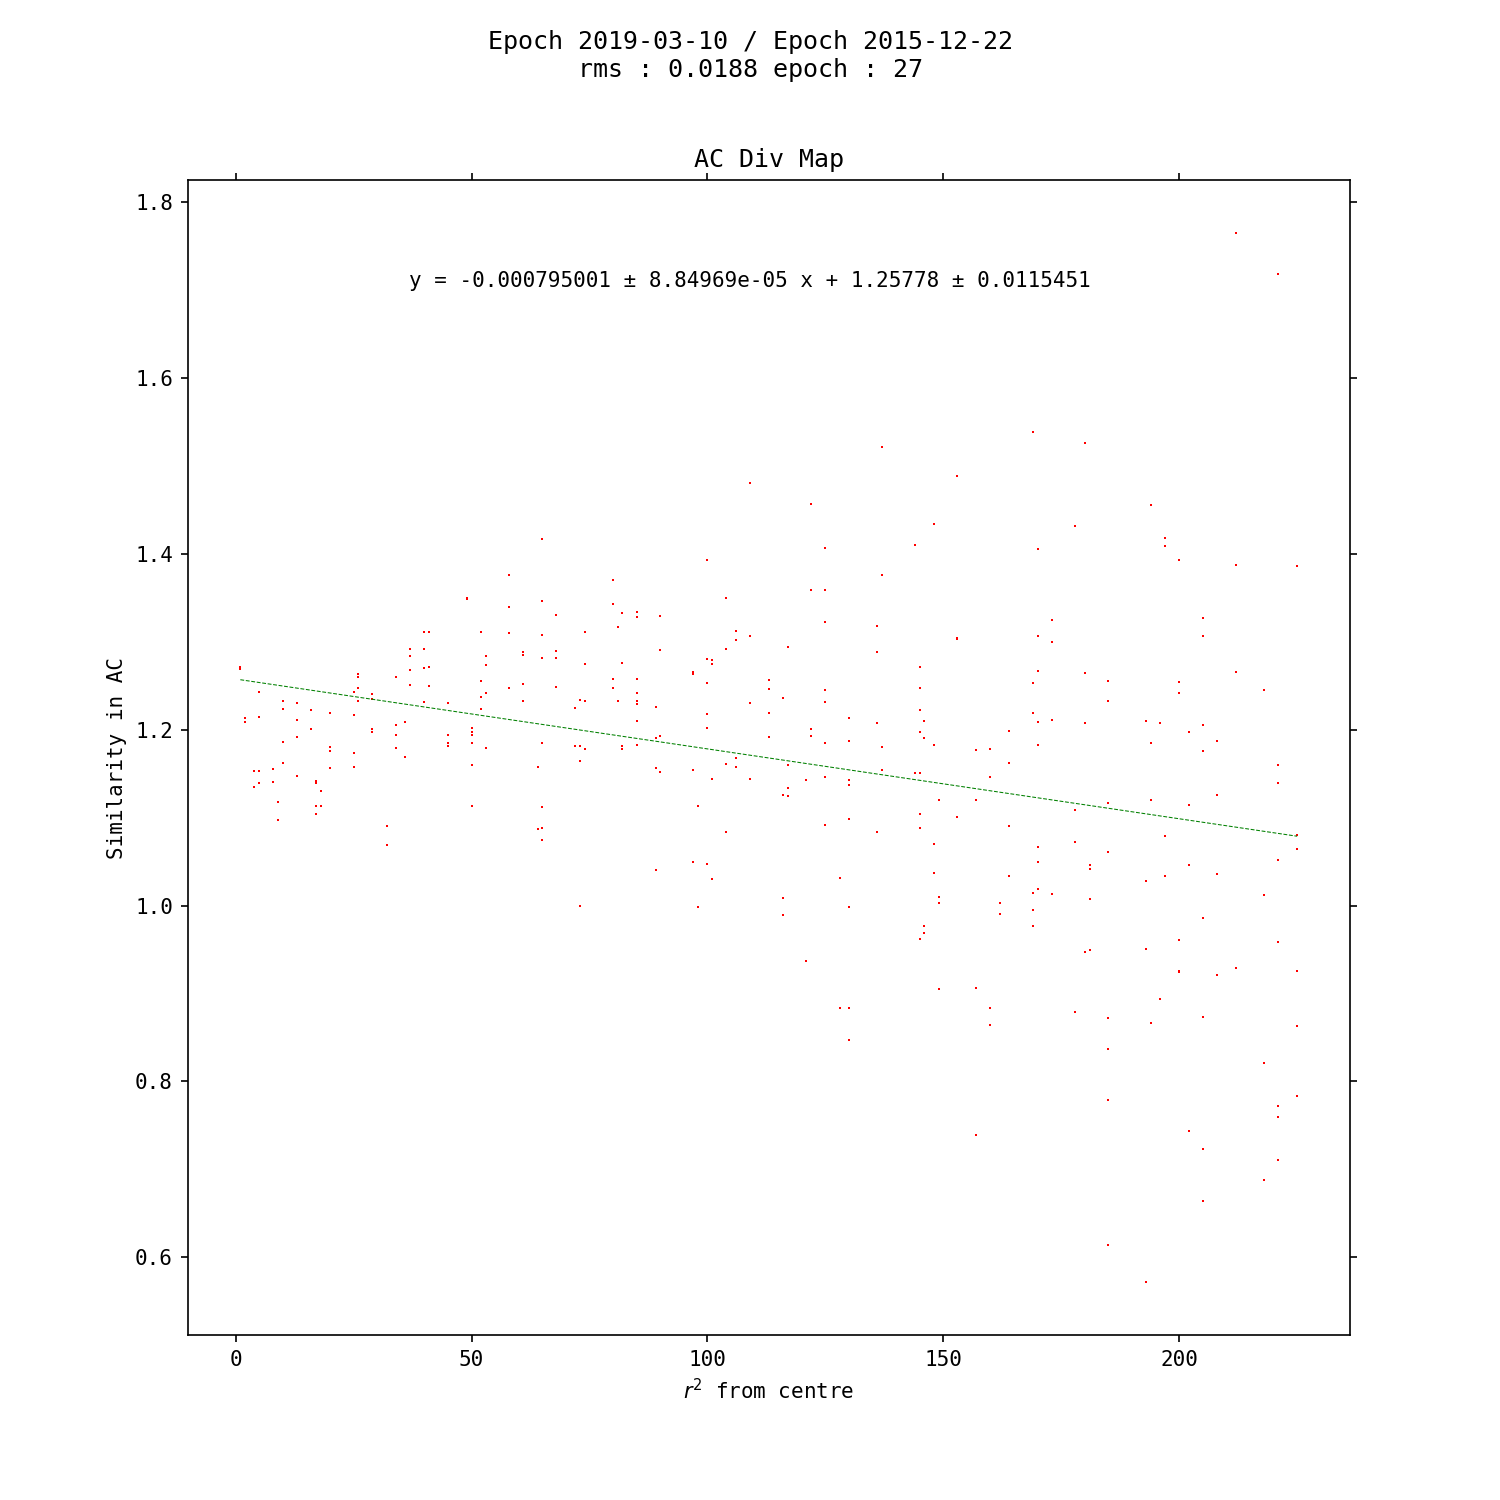 Epoch 2019-03-10 / Epoch 2015-12-22
rms : 0.0188 epoch : 27
AC Div Map
y = -0.000795001 ± 8.84969e-05 x + 1.25778 ± 0.0115451
Similarity in AC
1.8
1.6
1.4
1.2
1.0
0.8
0.6
0 50 100 150 200
r² from centre